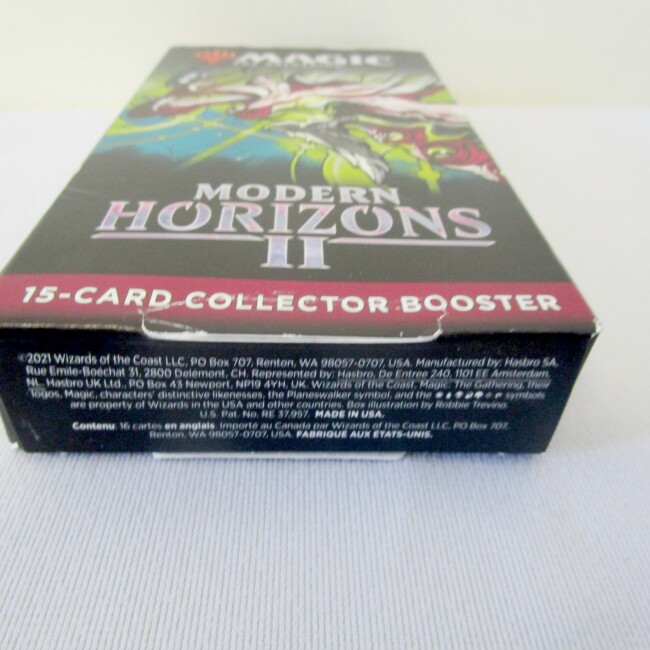 MAGIC
MODERN
HORIZONS
II
15-CARD COLLECTOR BOOSTER
©2021 Wizards of the Coast LLC, PO Box 707, Renton, WA 98057-0707, USA. Manufactured by: Hasbro SA,
Rue Emile-Boéchat 31, 2800 Delémont, CH. Represented by: Hasbro, De Entree 240, 1101 EE Amsterdam,
NL. Hasbro UK Ltd., PO Box 43 Newport, NP19 4YH, UK. Wizards of the Coast, Magic: The Gathering, their
logos, Magic, characters' distinctive likenesses, the Planeswalker symbol, and the symbols
are property of Wizards in the USA and other countries. Box illustration by Robbie Trevino.
U.S. Pat. No. RE 37,957. MADE IN USA.
Contenu: 16 cartes en anglais. Importé au Canada par Wizards of the Coast LLC, PO Box 707,
Renton, WA 98057-0707, USA. FABRIQUÉ AUX ÉTATS-UNIS.